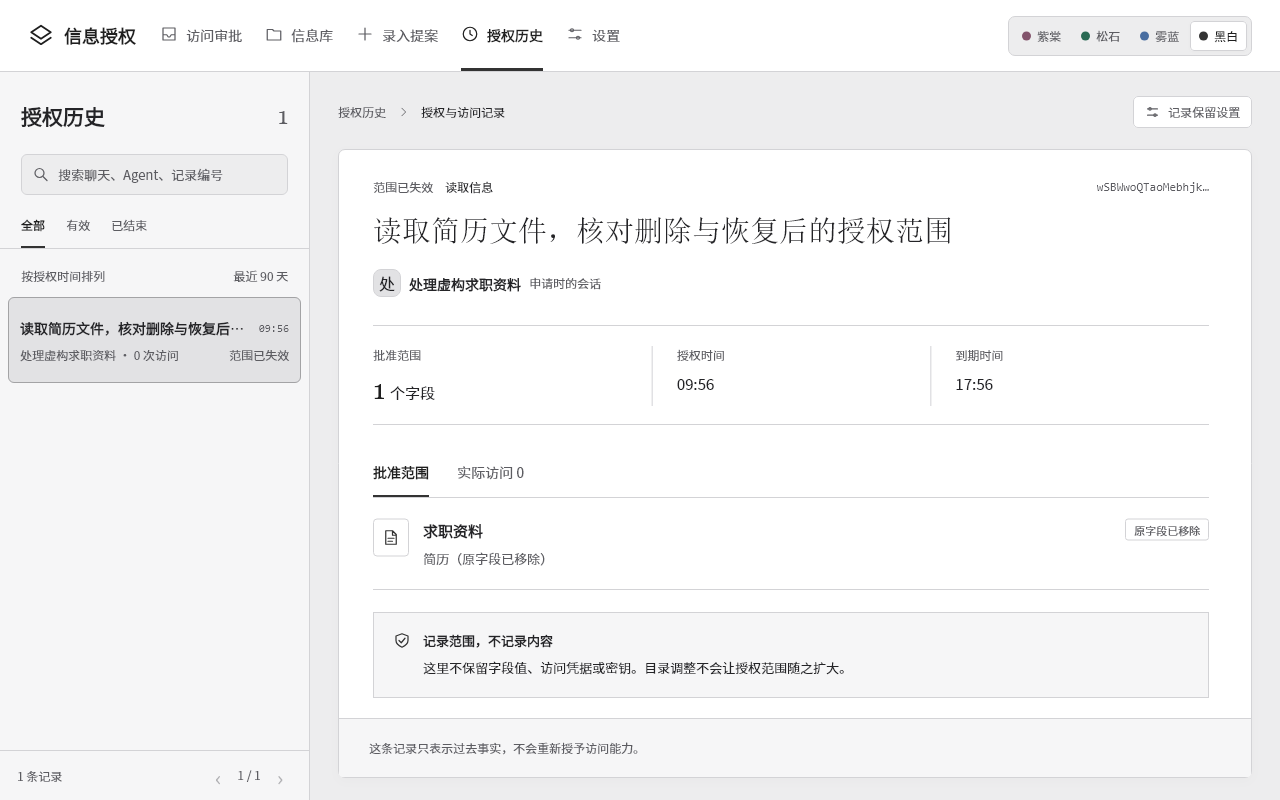 信息授权
访问审批
信息库
录入提案
授权历史
设置
紫棠
松石
雾蓝
黑白
授权历史
1
搜索聊天、Agent、记录编号
全部
有效
已结束
按授权时间排列
最近 90 天
读取简历文件，核对删除与恢复后…
09:56
处理虚构求职资料 · 0 次访问
范围已失效
1 条记录
1 / 1
授权历史
授权与访问记录
记录保留设置
范围已失效 读取信息
wSBWwoQTaoMebhjk…
读取简历文件，核对删除与恢复后的授权范围
处
处理虚构求职资料
申请时的会话
批准范围
1 个字段
授权时间
09:56
到期时间
17:56
批准范围
实际访问 0
求职资料
简历（原字段已移除）
原字段已移除
记录范围，不记录内容
这里不保留字段值、访问凭据或密钥。目录调整不会让授权范围随之扩大。
这条记录只表示过去事实，不会重新授予访问能力。